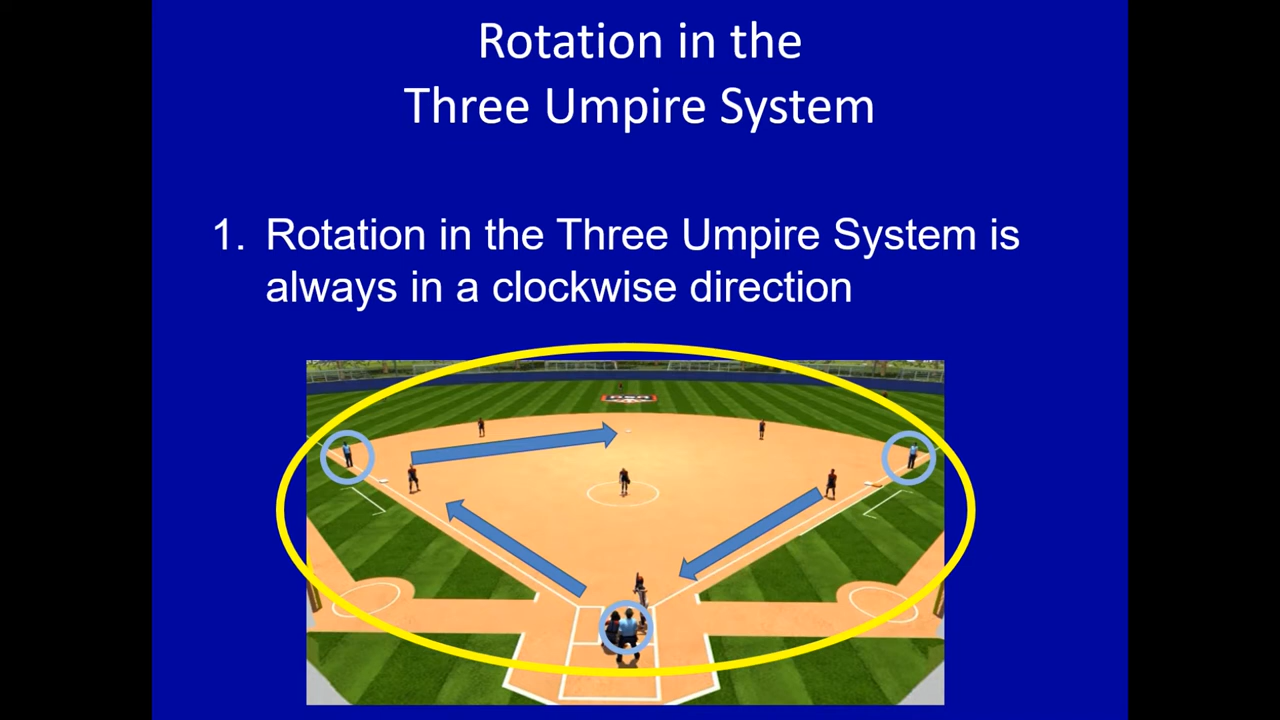 Rotation in the
Three Umpire System
1. Rotation in the Three Umpire System is
always in a clockwise direction